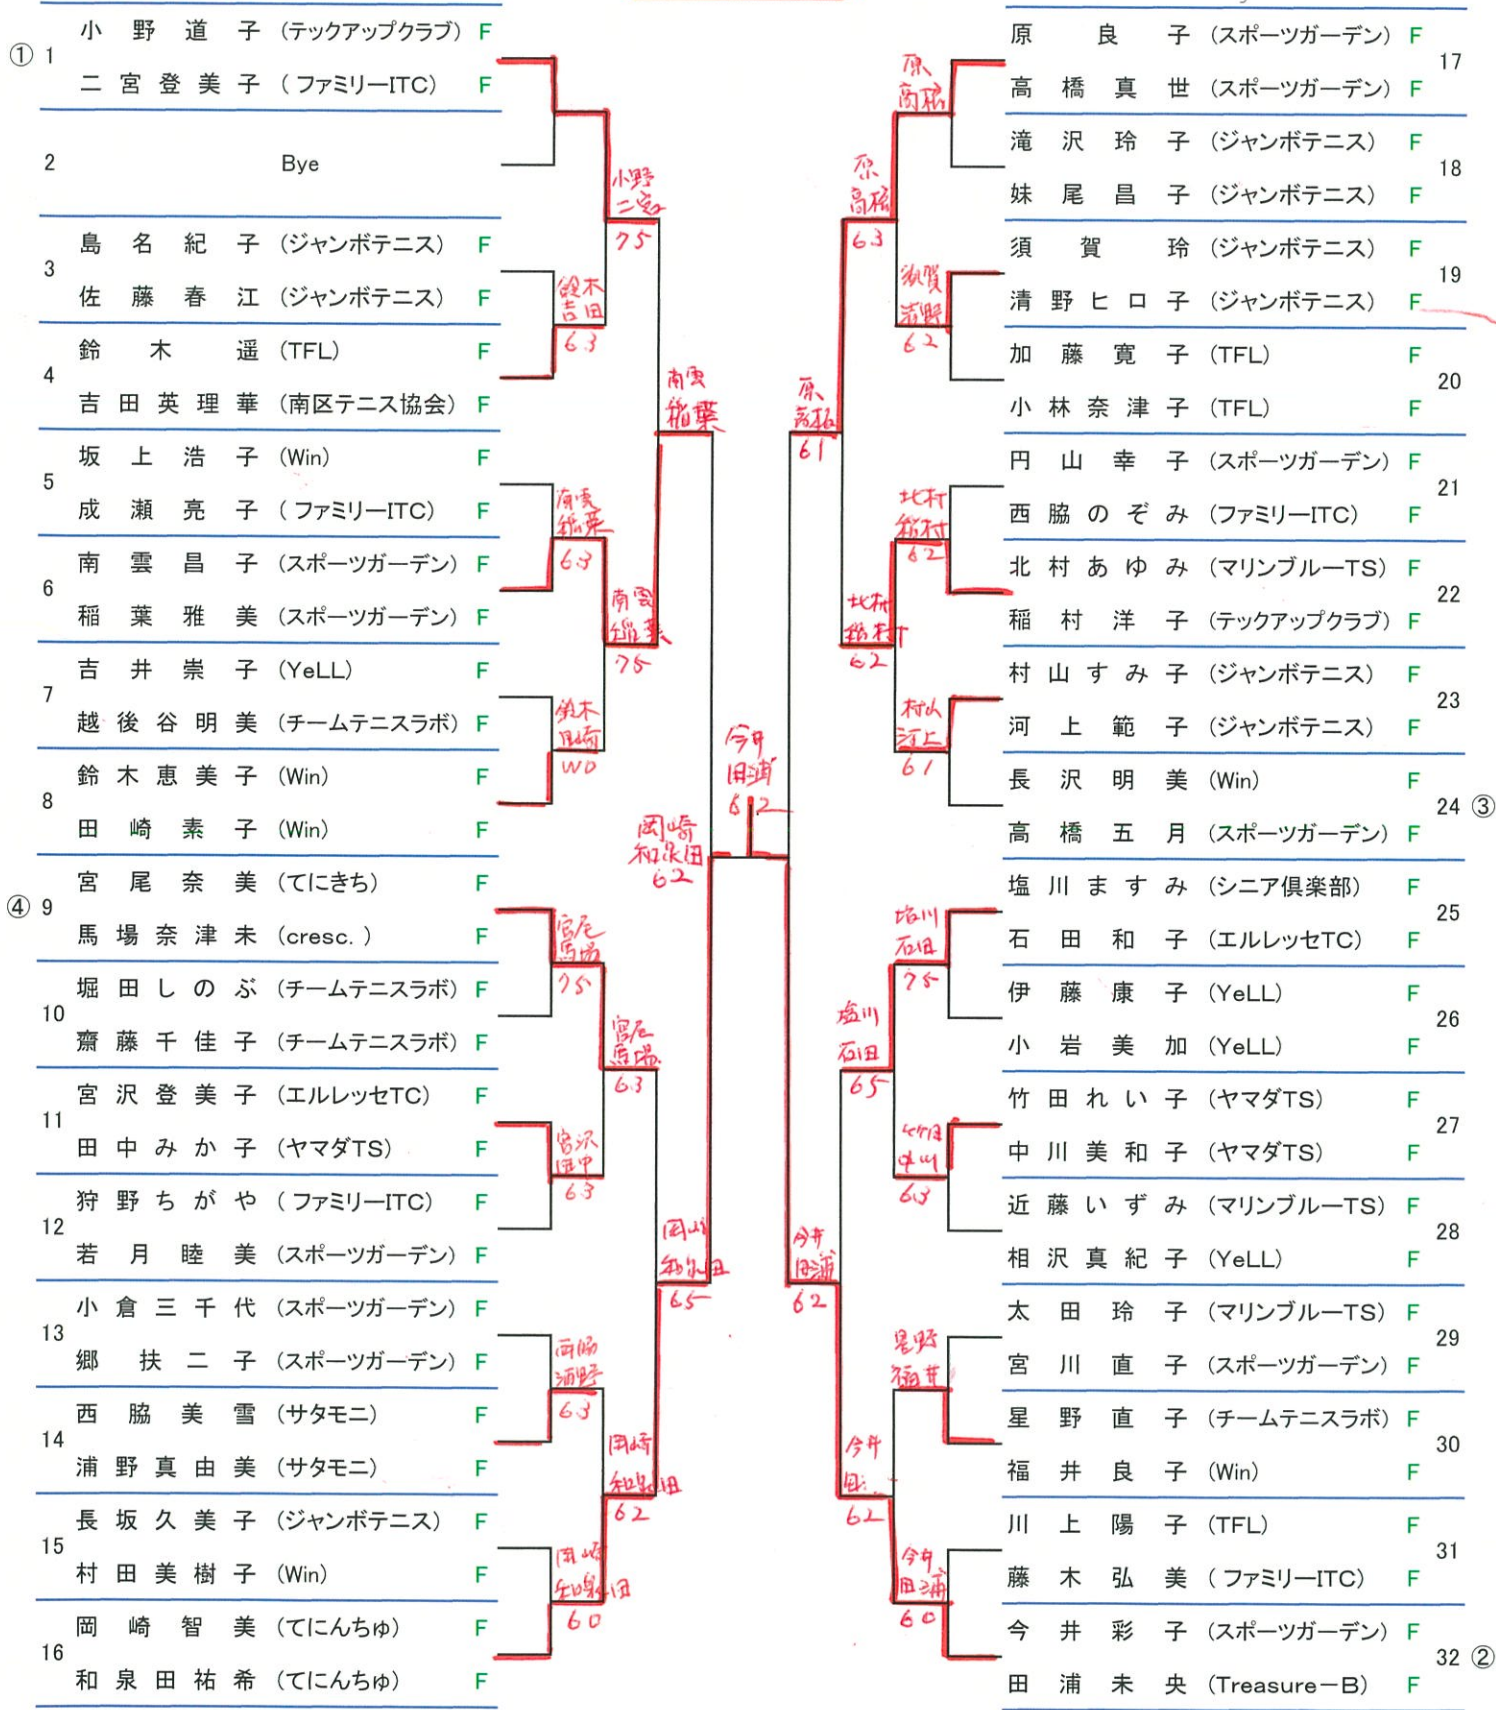 ① 1
小野道子 (テックアップクラブ) F
二宮登美子 ( ファミリーITC) F
2
Bye
3
島名紀子 (ジャンボテニス) F
佐藤春江 (ジャンボテニス) F
4
鈴木遥 (TFL) F
吉田英理華 (南区テニス協会) F
5
坂上浩子 (Win) F
成瀬亮子 ( ファミリーITC) F
6
南雲昌子 (スポーツガーデン) F
稲葉雅美 (スポーツガーデン) F
7
吉井崇子 (YeLL) F
越後谷明美 (チームテニスラボ) F
8
鈴木恵美子 (Win) F
田崎素子 (Win) F
④ 9
宮尾奈美 (てにきち) F
馬場奈津未 (cresc. ) F
10
堀田しのぶ (チームテニスラボ) F
齋藤千佳子 (チームテニスラボ) F
11
宮沢登美子 (エルレッセTC) F
田中みか子 (ヤマダTS) F
12
狩野ちがや ( ファミリーITC) F
若月睦美 (スポーツガーデン) F
13
小倉三千代 (スポーツガーデン) F
郷扶二子 (スポーツガーデン) F
14
西脇美雪 (サタモニ) F
浦野真由美 (サタモニ) F
15
長坂久美子 (ジャンボテニス) F
村田美樹子 (Win) F
16
岡崎智美 (てにんちゅ) F
和泉田祐希 (てにんちゅ) F
鈴木
吉田
63
南雲
稲葉
63
鈴木
田崎
WO
宮尾
馬場
75
宮沢
田中
63
西脇
浦野
63
岡崎
和泉田
60
小野
二宮
75
南雲
稲葉
75
宮尾
馬場
63
岡崎
和泉田
62
南雲
稲葉
岡崎
和泉田
65
岡崎
和泉田
62
今井
田浦
62
原
高橋
61
今井
田浦
62
原
高橋
63
北村
稲村
62
塩川
石田
65
今井
田
62
原
高橋
須賀
清野
62
北村
稲村
62
村山
河上
61
塩川
石田
75
竹田
中川
63
星野
福井
今井
田浦
60
原良子 (スポーツガーデン) F
高橋真世 (スポーツガーデン) F
17
滝沢玲子 (ジャンボテニス) F
妹尾昌子 (ジャンボテニス) F
18
須賀玲 (ジャンボテニス) F
清野ヒロ子 (ジャンボテニス) F
19
加藤寛子 (TFL) F
小林奈津子 (TFL) F
20
円山幸子 (スポーツガーデン) F
西脇のぞみ (ファミリーITC) F
21
北村あゆみ (マリンブルーTS) F
稲村洋子 (テックアップクラブ) F
22
村山すみ子 (ジャンボテニス) F
河上範子 (ジャンボテニス) F
23
長沢明美 (Win) F
高橋五月 (スポーツガーデン) F
24 ③
塩川ますみ (シニア倶楽部) F
石田和子 (エルレッセTC) F
25
伊藤康子 (YeLL) F
小岩美加 (YeLL) F
26
竹田れい子 (ヤマダTS) F
中川美和子 (ヤマダTS) F
27
近藤いずみ (マリンブルーTS) F
相沢真紀子 (YeLL) F
28
太田玲子 (マリンブルーTS) F
宮川直子 (スポーツガーデン) F
29
星野直子 (チームテニスラボ) F
福井良子 (Win) F
30
川上陽子 (TFL) F
藤木弘美 ( ファミリーITC) F
31
今井彩子 (スポーツガーデン) F
田浦未央 (Treasure－B) F
32 ②